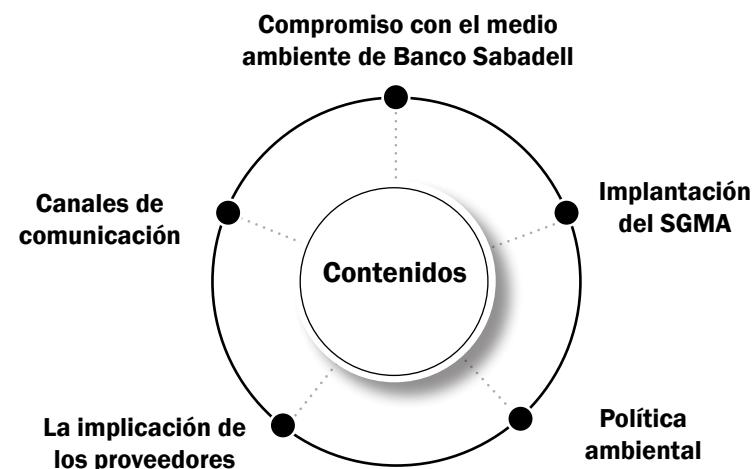 Compromiso con el medio
ambiente de Banco Sabadell
Implantación
del SGMA
Canales de
comunicación
Contenidos
Política
ambiental
La implicación de
los proveedores